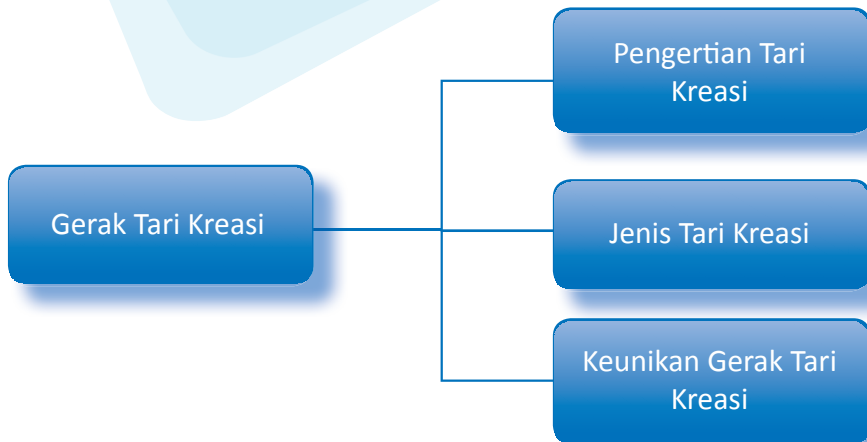 Pengertian Tari
Kreasi
Gerak Tari Kreasi
Jenis Tari Kreasi
Keunikan Gerak Tari
Kreasi